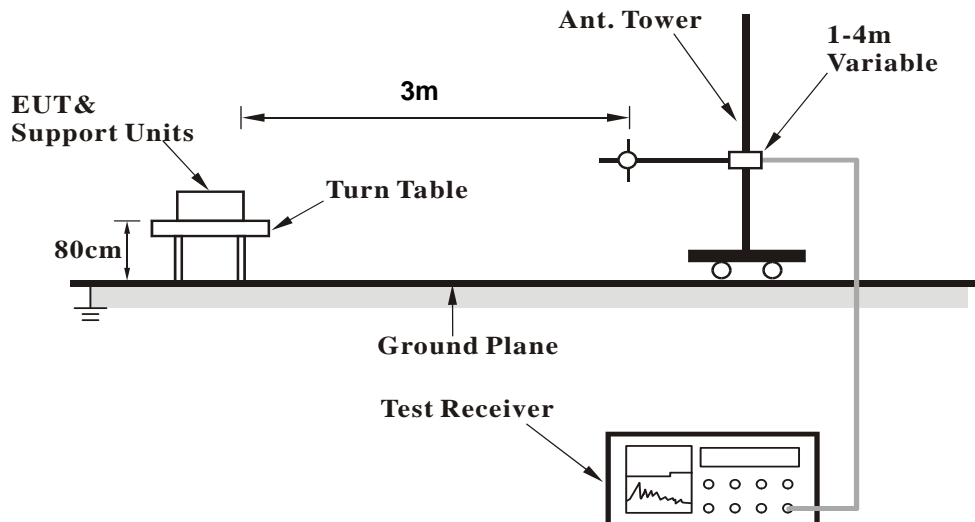 Ant. Tower
1-4m
Variable
3m
EUT&
Support Units
Turn Table
80cm
Ground Plane
Test Receiver